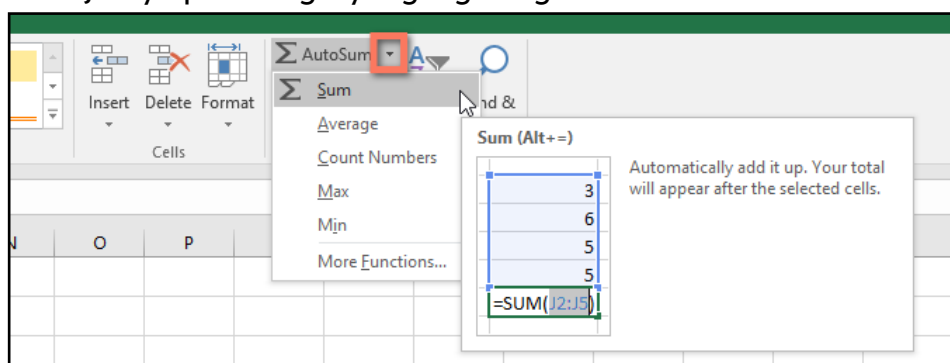 AutoSum
Insert Delete Format
Cells
nd &
Sum
Average
Count Numbers
Max
Min
More Functions...
Sum (Alt+=)
Automatically add it up. Your total
will appear after the selected cells.
3
6
5
5
=SUM(J2:J5)
N O P